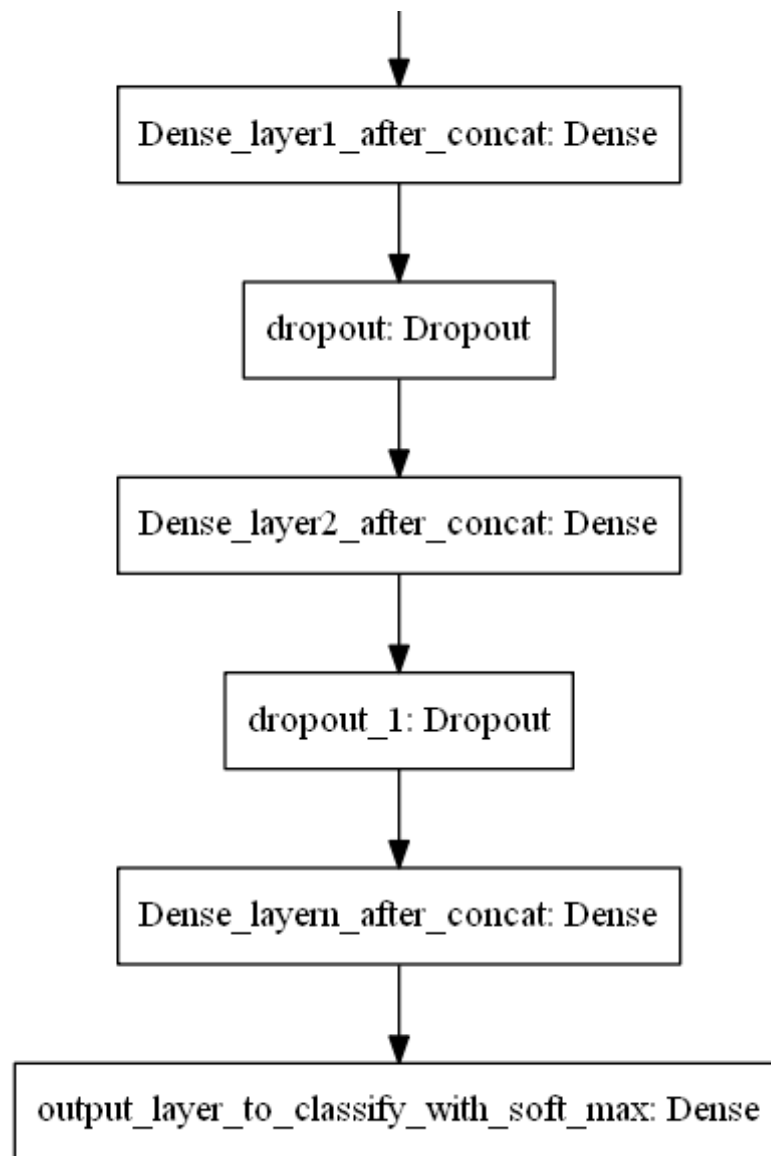 Dense_layer1_after_concat: Dense
dropout: Dropout
Dense_layer2_after_concat: Dense
dropout_1: Dropout
Dense_layern_after_concat: Dense
output_layer_to_classify_with_soft_max: Dense